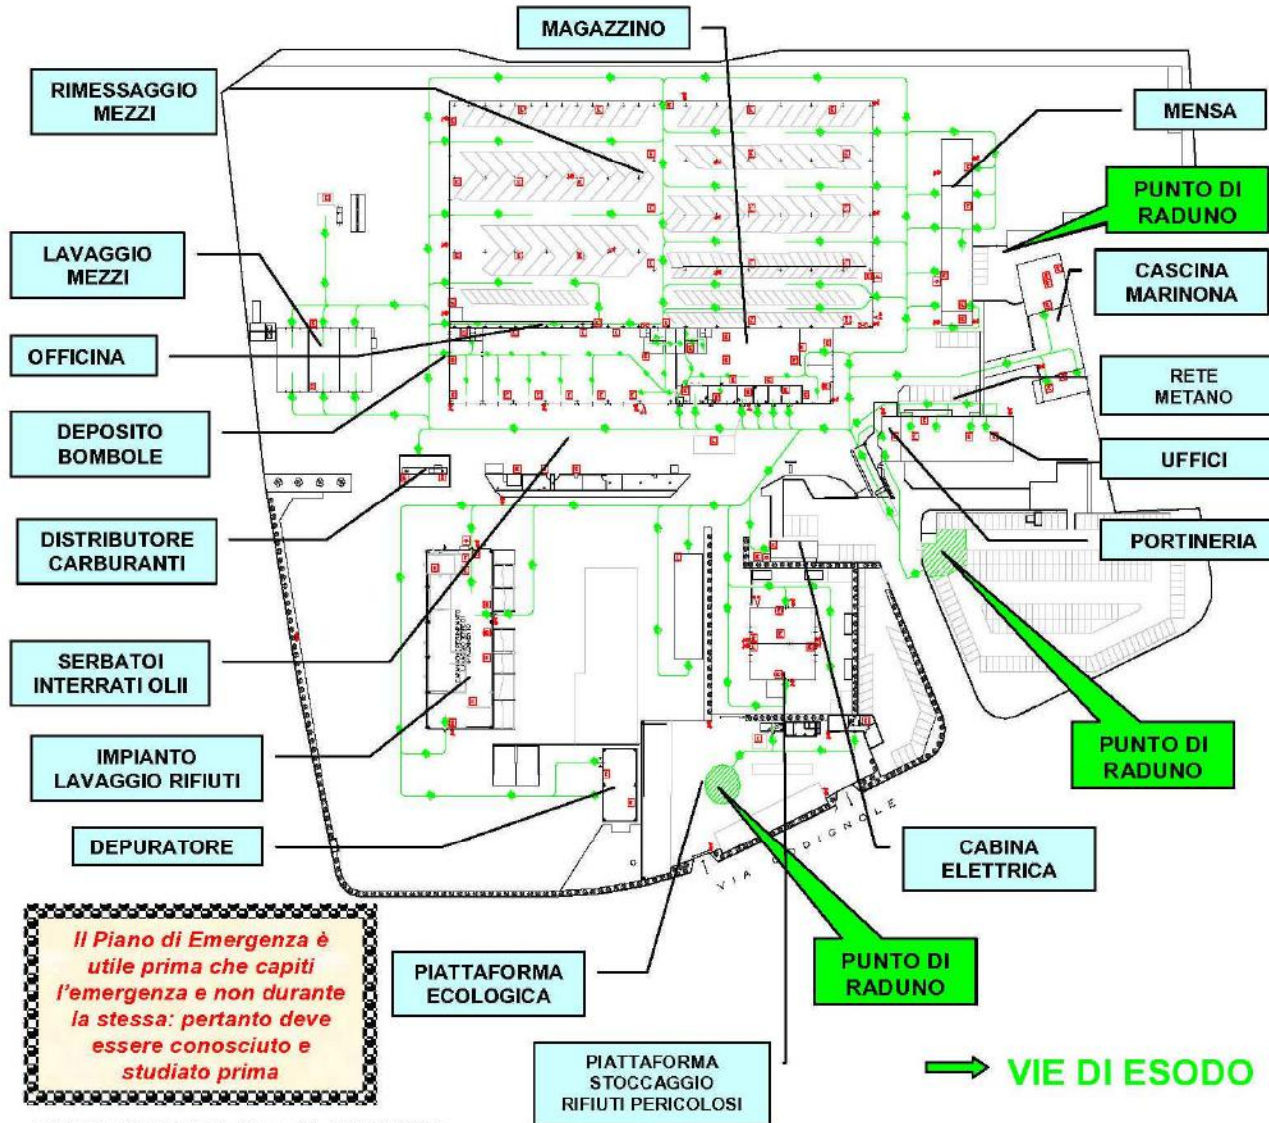 MAGAZZINO
RIMESSAGGIO
MEZZI
MENSA
PUNTO DI
RADUNO
LAVAGGIO
MEZZI
CASCINA
MARINONA
OFFICINA
RETE
METANO
DEPOSITO
BOMBOLE
UFFICI
DISTRIBUTORE
CARBURANTI
PORTINERIA
SERBATOI
INTERRATI OLII
IMPIANTO
LAVAGGIO RIFIUTI
PUNTO DI
RADUNO
DEPURATORE
CABINA
ELETTRICA
Il Piano di Emergenza è
utile prima che capiti
l'emergenza e non durante
la stessa: pertanto deve
essere conosciuto e
studiato prima
PIATTAFORMA
ECOLOGICA
PUNTO DI
RADUNO
PIATTAFORMA
STOCCAGGIO
RIFIUTI PERICOLOSI
VIE DI ESODO
VIA